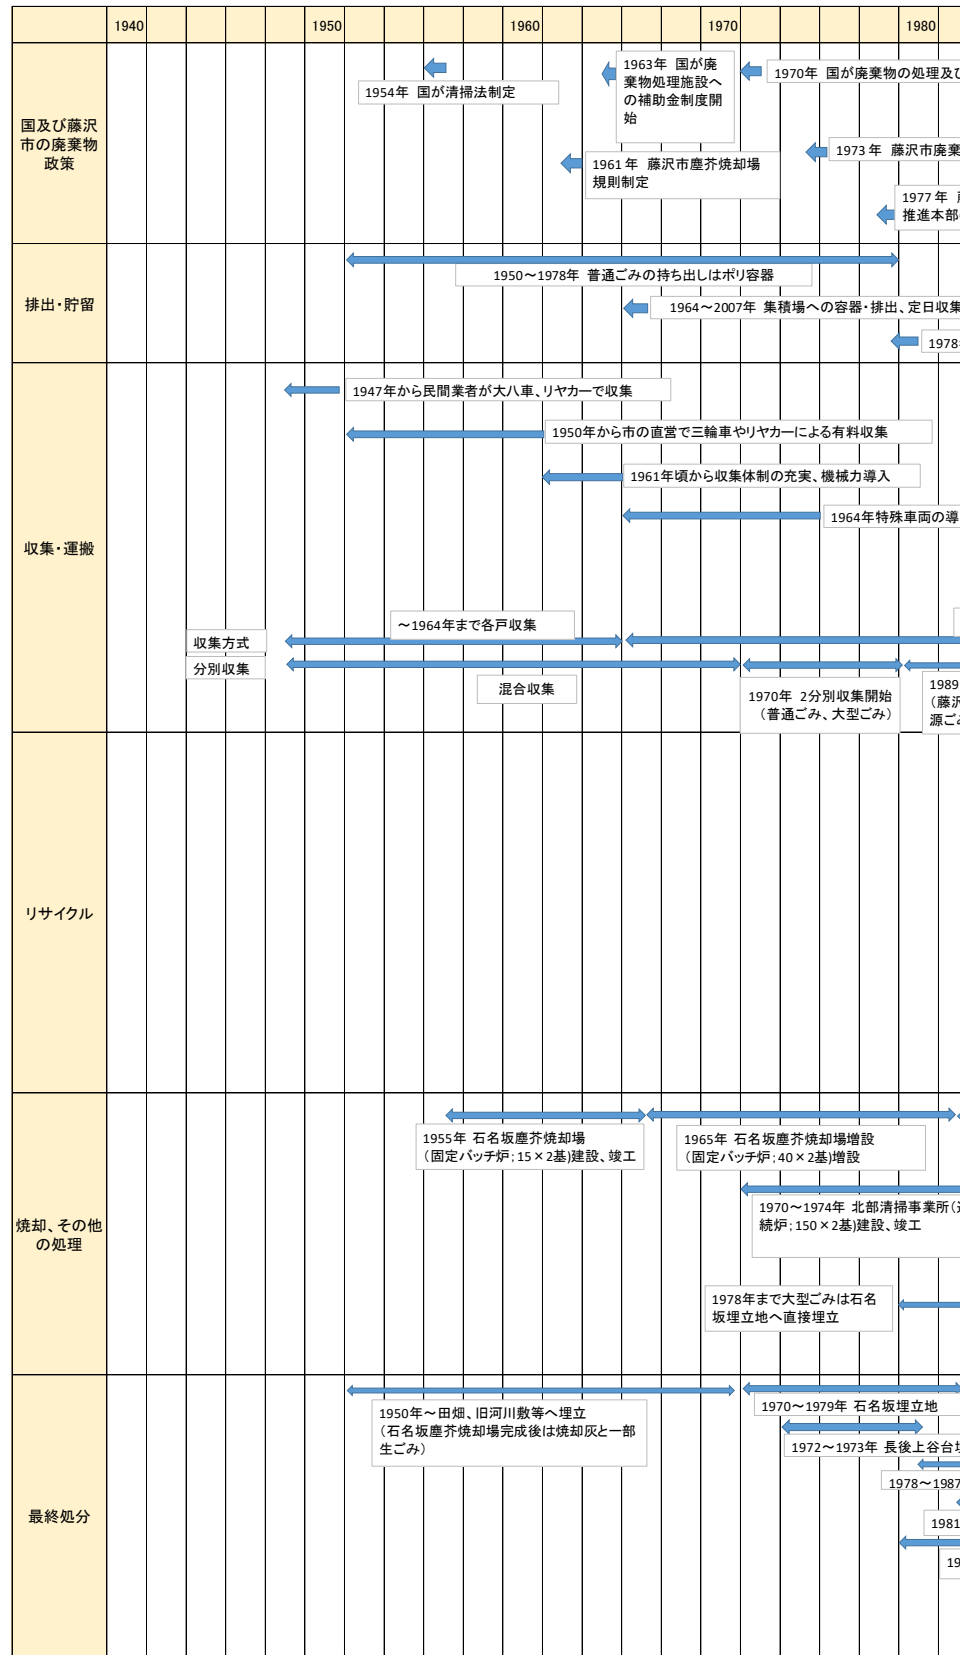 1940
1950
1960
1970
1980
国及び藤沢
市の廃棄物
政策
1954年 国が清掃法制定
1963年 国が廃
棄物処理施設へ
の補助金制度開
始
1970年 国が廃棄物の処理及び
1961年 藤沢市塵芥焼却場
規則制定
1973年 藤沢市廃棄
1977年
推進本部
排出・貯留
1950～1978年 普通ごみの持ち出しはポリ容器
1964～2007年 集積場への容器・排出、定日収集
1978
収集・運搬
1947年から民間業者が大八車、リヤカーで収集
1950年から市の直営で三輪車やリヤカーによる有料収集
1961年頃から収集体制の充実、機械力導入
1964年特殊車両の導
収集方式
～1964年まで各戸収集
分別収集
混合収集
1970年 2分別収集開始
（普通ごみ、大型ごみ）
1989
（藤沢
源ごみ
リサイクル
焼却、その他
の処理
1955年 石名坂塵芥焼却場
（固定バッチ炉；15×2基)建設、竣工
1965年 石名坂塵芥焼却場増設
（固定バッチ炉；40×2基)増設
1970～1974年 北部清掃事業所（連
続炉；150×2基)建設、竣工
1978年まで大型ごみは石名
坂埋立地へ直接埋立
最終処分
1950年～田畑、旧河川敷等へ埋立
（石名坂塵芥焼却場完成後は焼却灰と一部
生ごみ）
1970～1979年 石名坂埋立地
1972～1973年 長後上谷台埋
1978～1987
1981
19